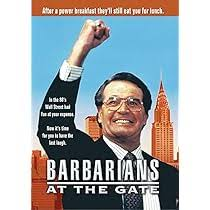 After a power breakfast they'll still eat you for lunch.
In the 80's
Wall Street had
fun at your expense.
Now it's time
for you to have the
last laugh.
BARBARIANS
AT THE GATE